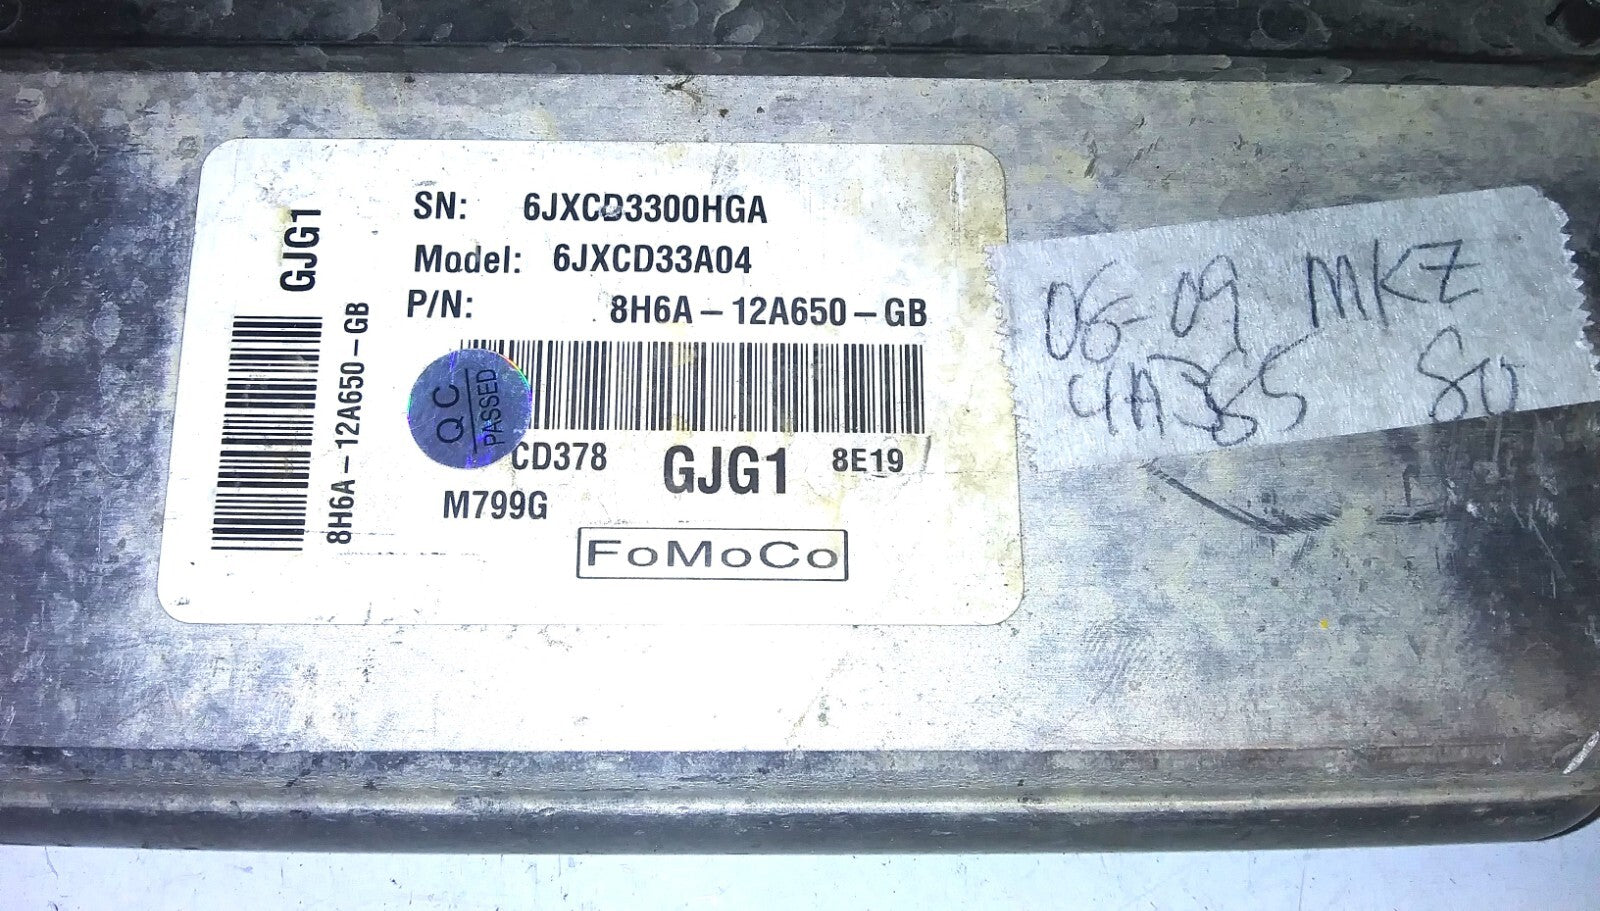 GJG1
8H6A-12A650-GB
SN: 6JXCD3300HGA
Model: 6JXCD33A04
P/N: 8H6A-12A650-GB
QC
PASSED
CD378 GJG1 8E19
M799G
FoMoCo
06-09 MKZ
80